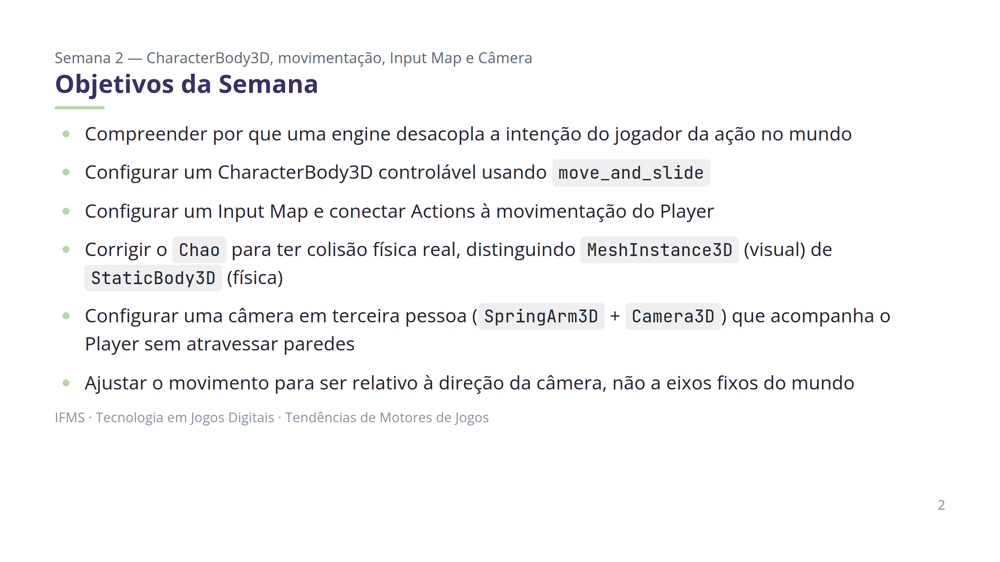 Semana 2 — CharacterBody3D, movimentação, Input Map e Câmera
Objetivos da Semana
Compreender por que uma engine desacopla a intenção do jogador da ação no mundo
Configurar um CharacterBody3D controlável usando move_and_slide
Configurar um Input Map e conectar Actions à movimentação do Player
Corrigir o Chao para ter colisão física real, distinguindo MeshInstance3D (visual) de
StaticBody3D (física)
Configurar uma câmera em terceira pessoa (SpringArm3D + Camera3D) que acompanha o
Player sem atravessar paredes
Ajustar o movimento para ser relativo à direção da câmera, não a eixos fixos do mundo
IFMS · Tecnologia em Jogos Digitais · Tendências de Motores de Jogos
2